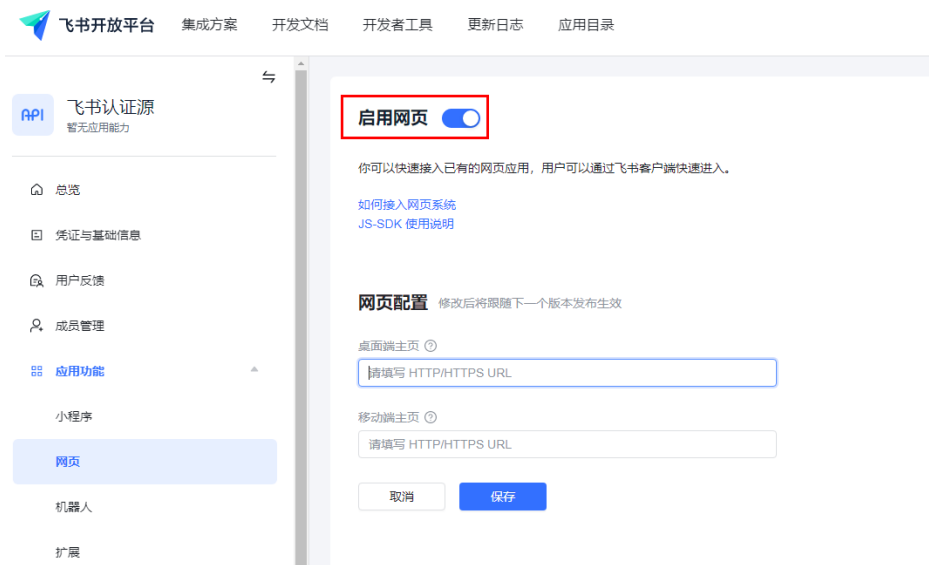 飞书开放平台 集成方案 开发文档 开发者工具 更新日志 应用目录
API 飞书认证源
暂无应用能力
总览
凭证与基础信息
用户反馈
成员管理
应用功能
小程序
网页
机器人
扩展
启用网页
你可以快速接入已有的网页应用，用户可以通过飞书客户端快速进入。
如何接入网页系统
JS-SDK 使用说明
网页配置 修改后将跟随下一个版本发布生效
桌面端主页
请填写 HTTP/HTTPS URL
移动端主页
请填写 HTTP/HTTPS URL
取消 保存